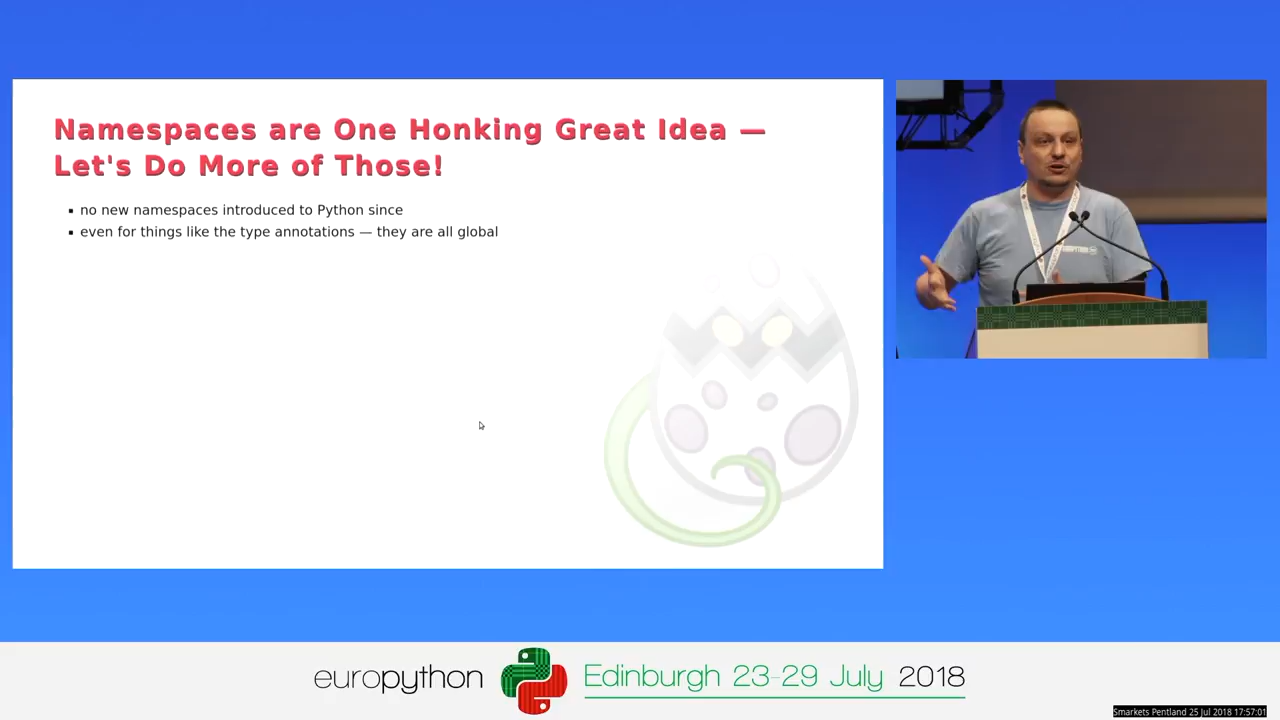 Namespaces are One Honking Great Idea —
Let's Do More of Those!
▪ no new namespaces introduced to Python since
▪ even for things like the type annotations — they are all global
europython
Edinburgh 23-29 July 2018
Smarkets Pentland 25 Jul 2018 17:57:01